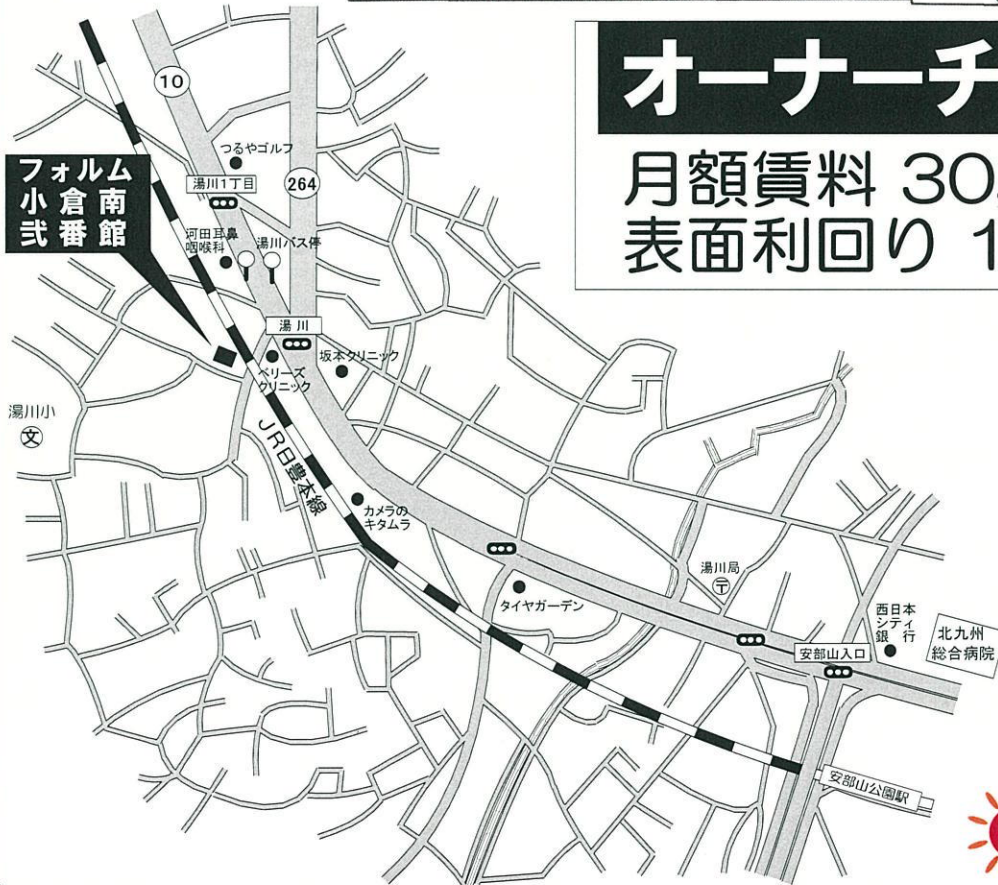 オーナーチ
月額賃料 30
表面利回り 1
10
つるやゴルフ
湯川1丁目
264
フォルム
小倉南
弐番館
河田耳鼻
咽喉科
湯川バス停
湯川
坂本クリニック
ベリーズ
クリニック
湯川小
文
JR日豊本線
カメラの
キタムラ
タイヤガーデン
湯川局
〒
西日本
シティ
銀行
北九州
総合病院
安部山入口
安部山公園駅